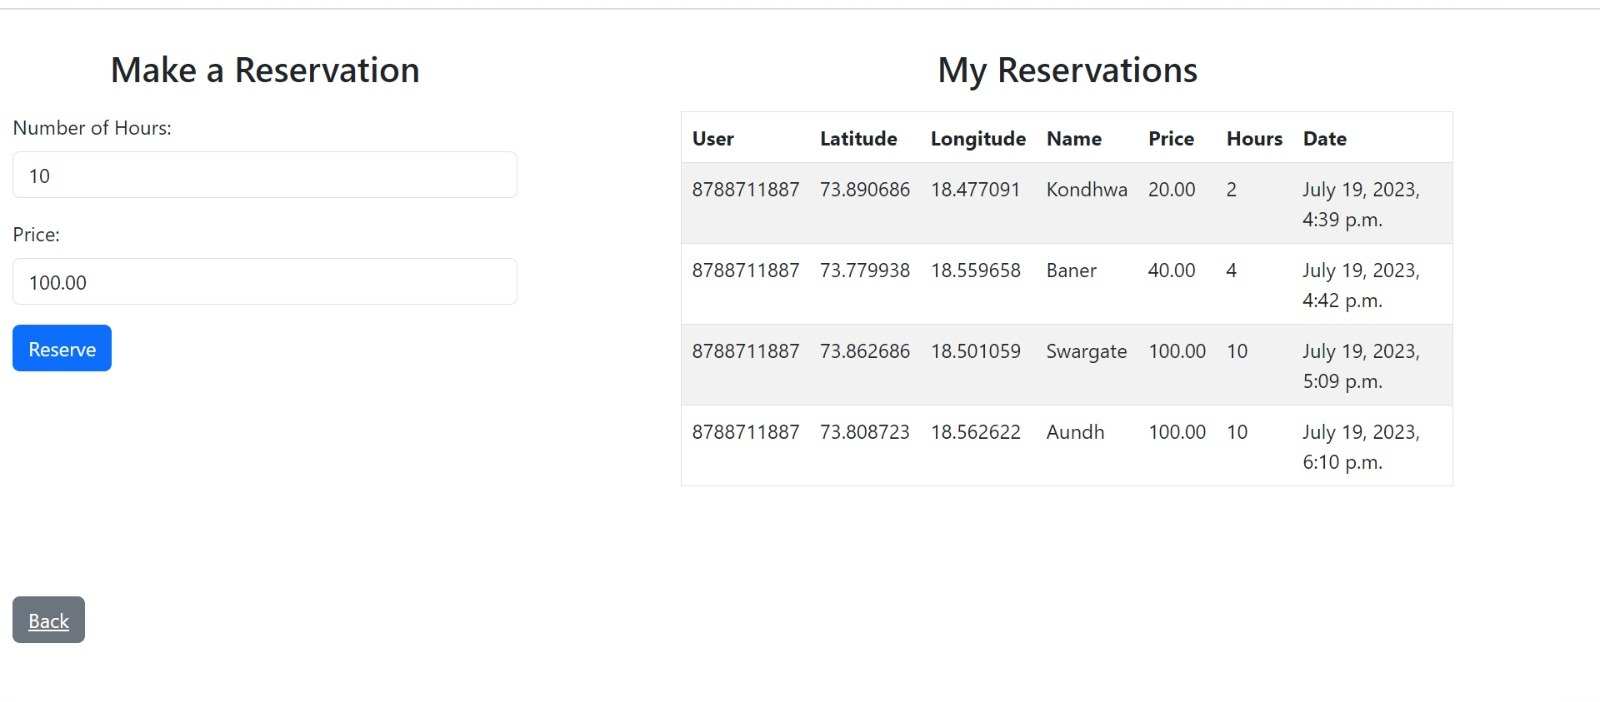 Make a Reservation
Number of Hours:
10
Price:
100.00
Reserve
Back
My Reservations
User Latitude Longitude Name Price Hours Date
8788711887 73.890686 18.477091 Kondhwa 20.00 2 July 19, 2023,
4:39 p.m.
8788711887 73.779938 18.559658 Baner 40.00 4 July 19, 2023,
4:42 p.m.
8788711887 73.862686 18.501059 Swargate 100.00 10 July 19, 2023,
5:09 p.m.
8788711887 73.808723 18.562622 Aundh 100.00 10 July 19, 2023,
6:10 p.m.